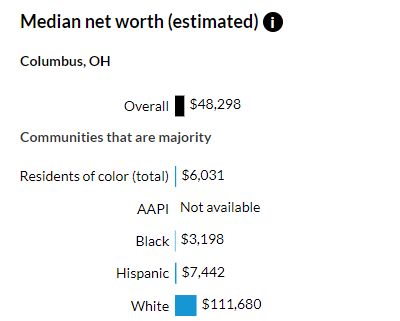 Median net worth (estimated) i
Columbus, OH
Overall $48,298
Communities that are majority
Residents of color (total) $6,031
AAPI Not available
Black $3,198
Hispanic $7,442
White $111,680